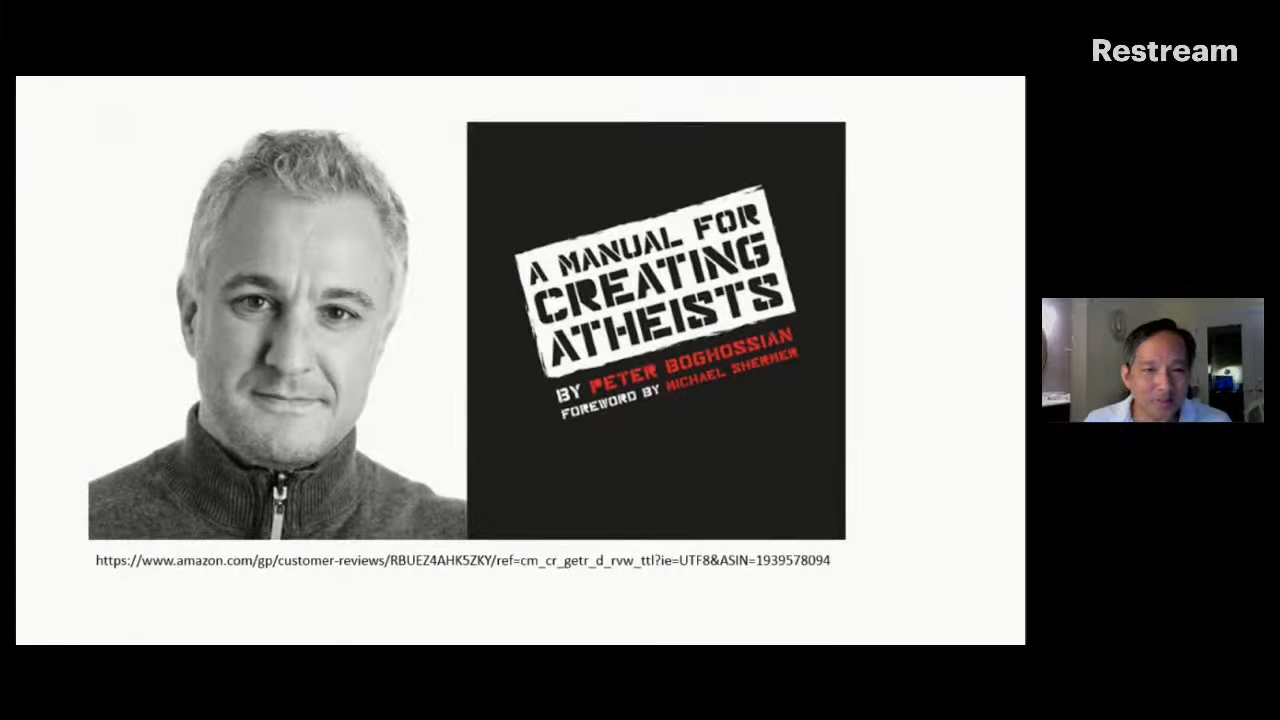 Restream
A MANUAL FOR
CREATING
ATHEISTS
BY PETER BOGHOSSIAN
FOREWORD BY MICHAEL SHERMER
https://www.amazon.com/gp/customer-reviews/RBUEZ4AHK5ZKY/ref=cm_cr_getr_d_rvw_ttl?ie=UTF8&ASIN=1939578094